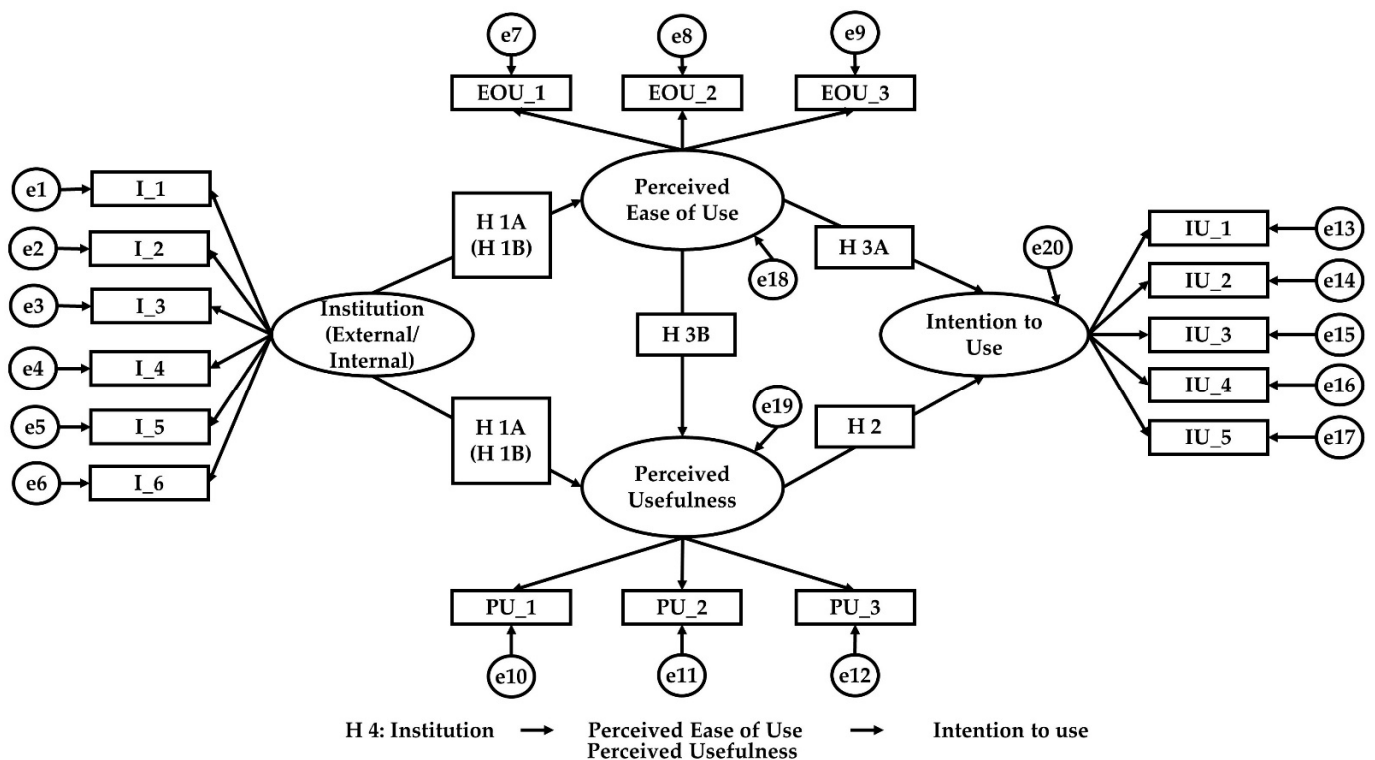 e7
e8
e9
EOU_1
EOU_2
EOU_3
e1
I_1
e2
I_2
e3
I_3
e4
I_4
e5
I_5
e6
I_6
Institution
(External/
Internal)
H 1A
(H 1B)
H 1A
(H 1B)
Perceived
Ease of Use
e18
H 3B
e19
Perceived
Usefulness
H 3A
H 2
e20
Intention to
Use
IU_1
e13
IU_2
e14
IU_3
e15
IU_4
e16
IU_5
e17
PU_1
PU_2
PU_3
e10
e11
e12
H 4: Institution → Perceived Ease of Use → Intention to use
Perceived Usefulness